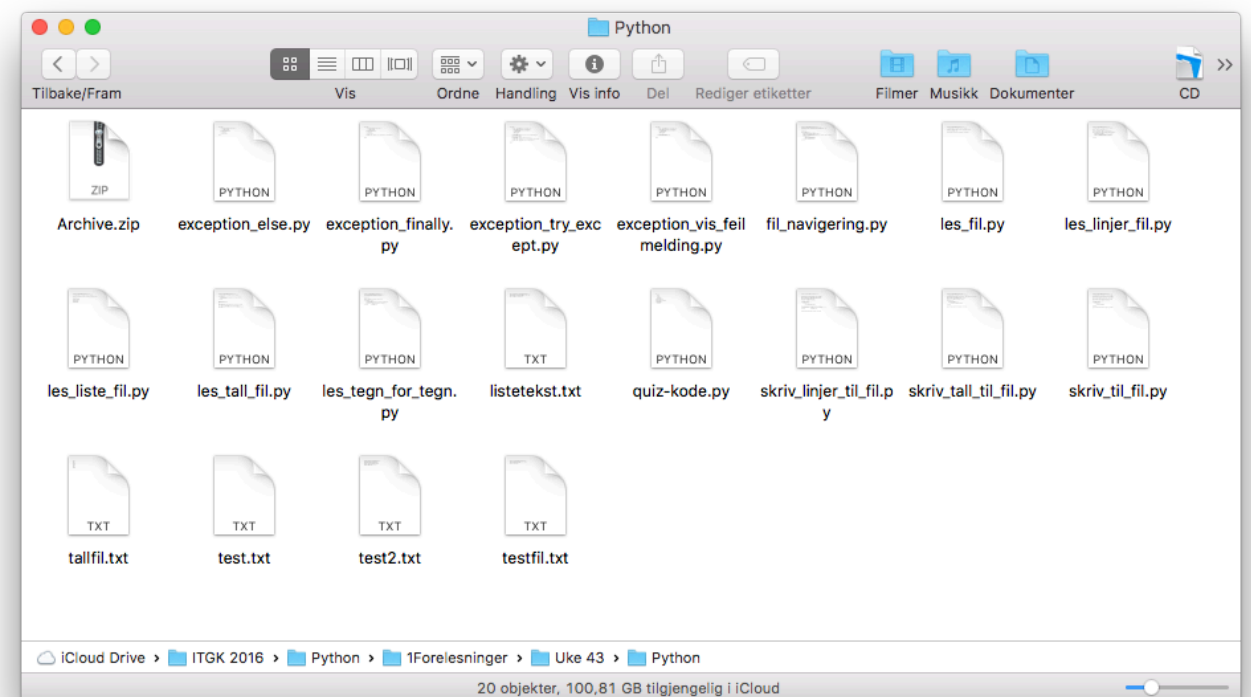 Python
Tilbake/Fram Vis Ordne Handling Vis info Del Rediger etiketter Filmer Musikk Dokumenter CD
ZIP PYTHON PYTHON PYTHON PYTHON PYTHON PYTHON PYTHON
Archive.zip exception_else.py exception_finally. exception_try_exc exception_vis_feil fil_navigering.py les_fil.py les_linjer_fil.py
py ept.py melding.py
PYTHON PYTHON PYTHON TXT PYTHON PYTHON PYTHON PYTHON
les_liste_fil.py les_tall_fil.py les_tegn_for_tegn. listetekst.txt quiz-kode.py skriv_linjer_til_fil.p skriv_tall_til_fil.py skriv_til_fil.py
py y
TXT TXT TXT TXT
tallfil.txt test.txt test2.txt testfil.txt
iCloud Drive › ITGK 2016 › Python › 1Forelesninger › Uke 43 › Python
20 objekter, 100,81 GB tilgjengelig i iCloud